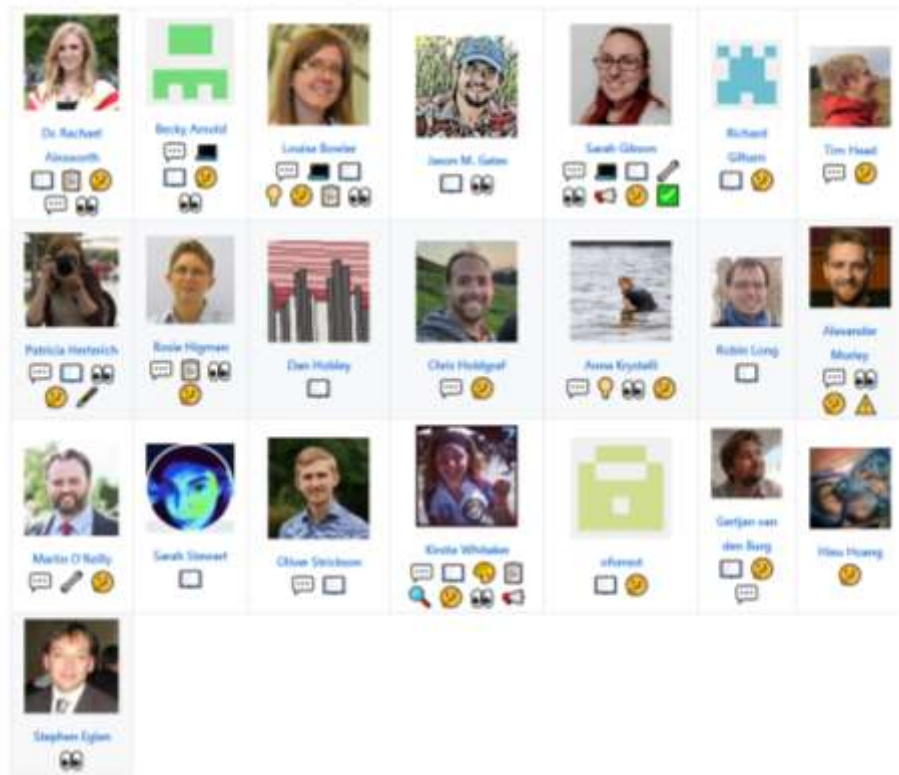 Dr. Rachael
Ainsworth
Becky Arnold
Louise Bowler
Jason M. Gates
Sarah Gibson
Richard
Gilham
Tim Head
Patricia Herterich
Rosie Higman
Dan Hobley
Chris Holdgraf
Anna Krystalli
Robin Long
Alexander
Morley
Martin O'Reilly
Sarah Stewart
Oliver Strickson
Kirstie Whitaker
Gertjan van
den Burg
Hieu Hoang
Stephen Eglen